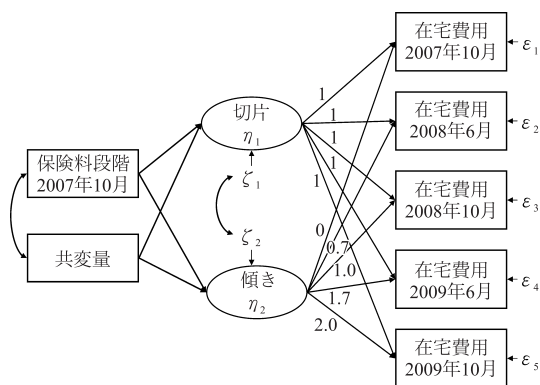 保険料段階
2007年10月
共変量
切片
η1
ζ1
ζ2
傾き
η2
1
1
1
1
1
0
0.7
1.0
1.7
2.0
在宅費用
2007年10月
ε1
在宅費用
2008年6月
ε2
在宅費用
2008年10月
ε3
在宅費用
2009年6月
ε4
在宅費用
2009年10月
ε5